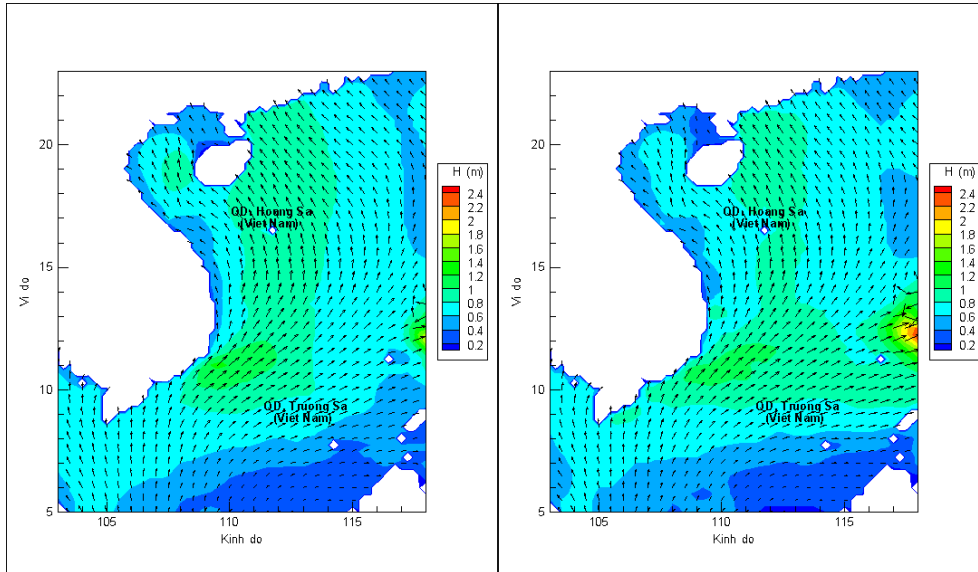 20
15
10
5
Vi do
105
110
115
Kinh do
QD. Hoang Sa
(Viet Nam)
QD. Truong Sa
(Viet Nam)
H (m)
2.4
2.2
2
1.8
1.6
1.4
1.2
1
0.8
0.6
0.4
0.2
20
15
10
5
Vi do
105
110
115
Kinh do
QD. Hoang Sa
(Viet Nam)
QD. Truong Sa
(Viet Nam)
H (m)
2.4
2.2
2
1.8
1.6
1.4
1.2
1
0.8
0.6
0.4
0.2